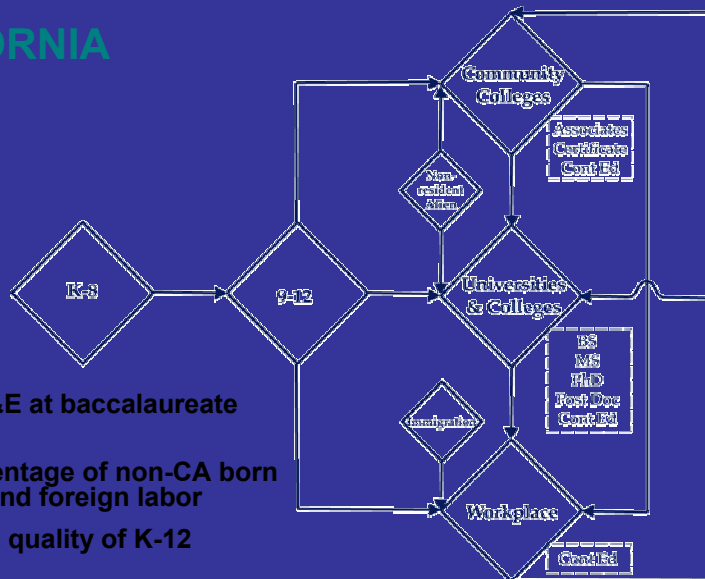 ORNIA
Community
Colleges
Associates
Certificate
Cont Ed
Non-
resident
Alien
K-8
9-12
Universities
& Colleges
BS
MS
PhD
Post Doc
Cont Ed
&E at baccalaureate
Immigration
entage of non-CA born
nd foreign labor
Workplace
quality of K-12
Cont Ed